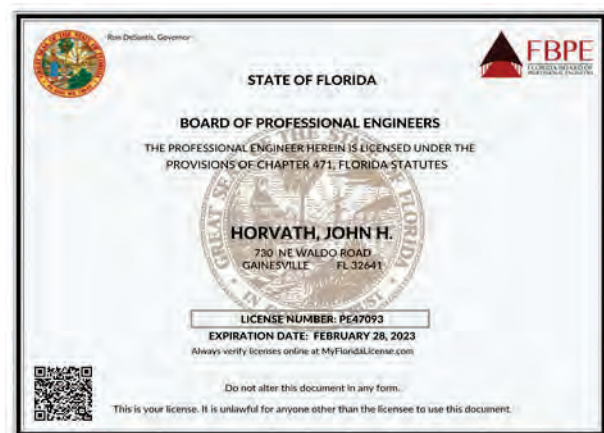 Ron DeSantis, Governor
FBPE
FLORIDA BOARD OF
PROFESSIONAL ENGINEERS
STATE OF FLORIDA
BOARD OF PROFESSIONAL ENGINEERS
THE PROFESSIONAL ENGINEER HEREIN IS LICENSED UNDER THE
PROVISIONS OF CHAPTER 471, FLORIDA STATUTES
HORVATH, JOHN H.
730 NE WALDO ROAD
GAINESVILLE FL 32641
LICENSE NUMBER: PE47093
EXPIRATION DATE: FEBRUARY 28, 2023
Always verify licenses online at MyFloridaLicense.com
Do not alter this document in any form.
This is your license. It is unlawful for anyone other than the licensee to use this document.